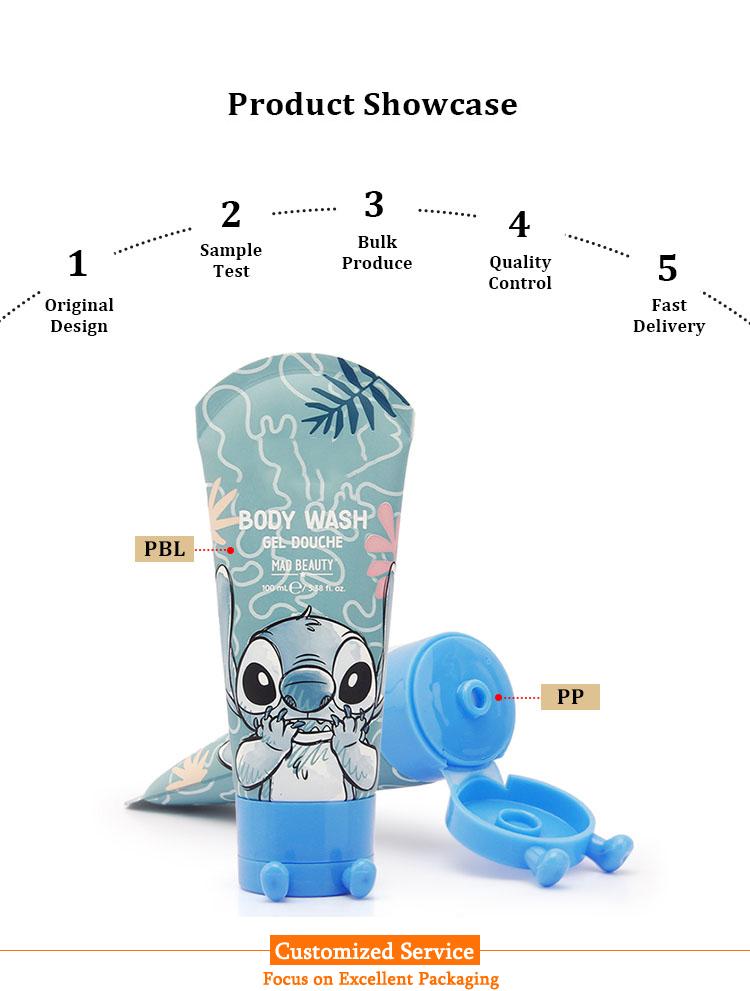 Product Showcase
1
Original
Design
2
Sample
Test
3
Bulk
Produce
4
Quality
Control
5
Fast
Delivery
BODY WASH
GEL DOUCHE
MAD BEAUTY
100 mL ℮/ 3.38 fl. oz.
PBL
PP
Customized Service
Focus on Excellent Packaging